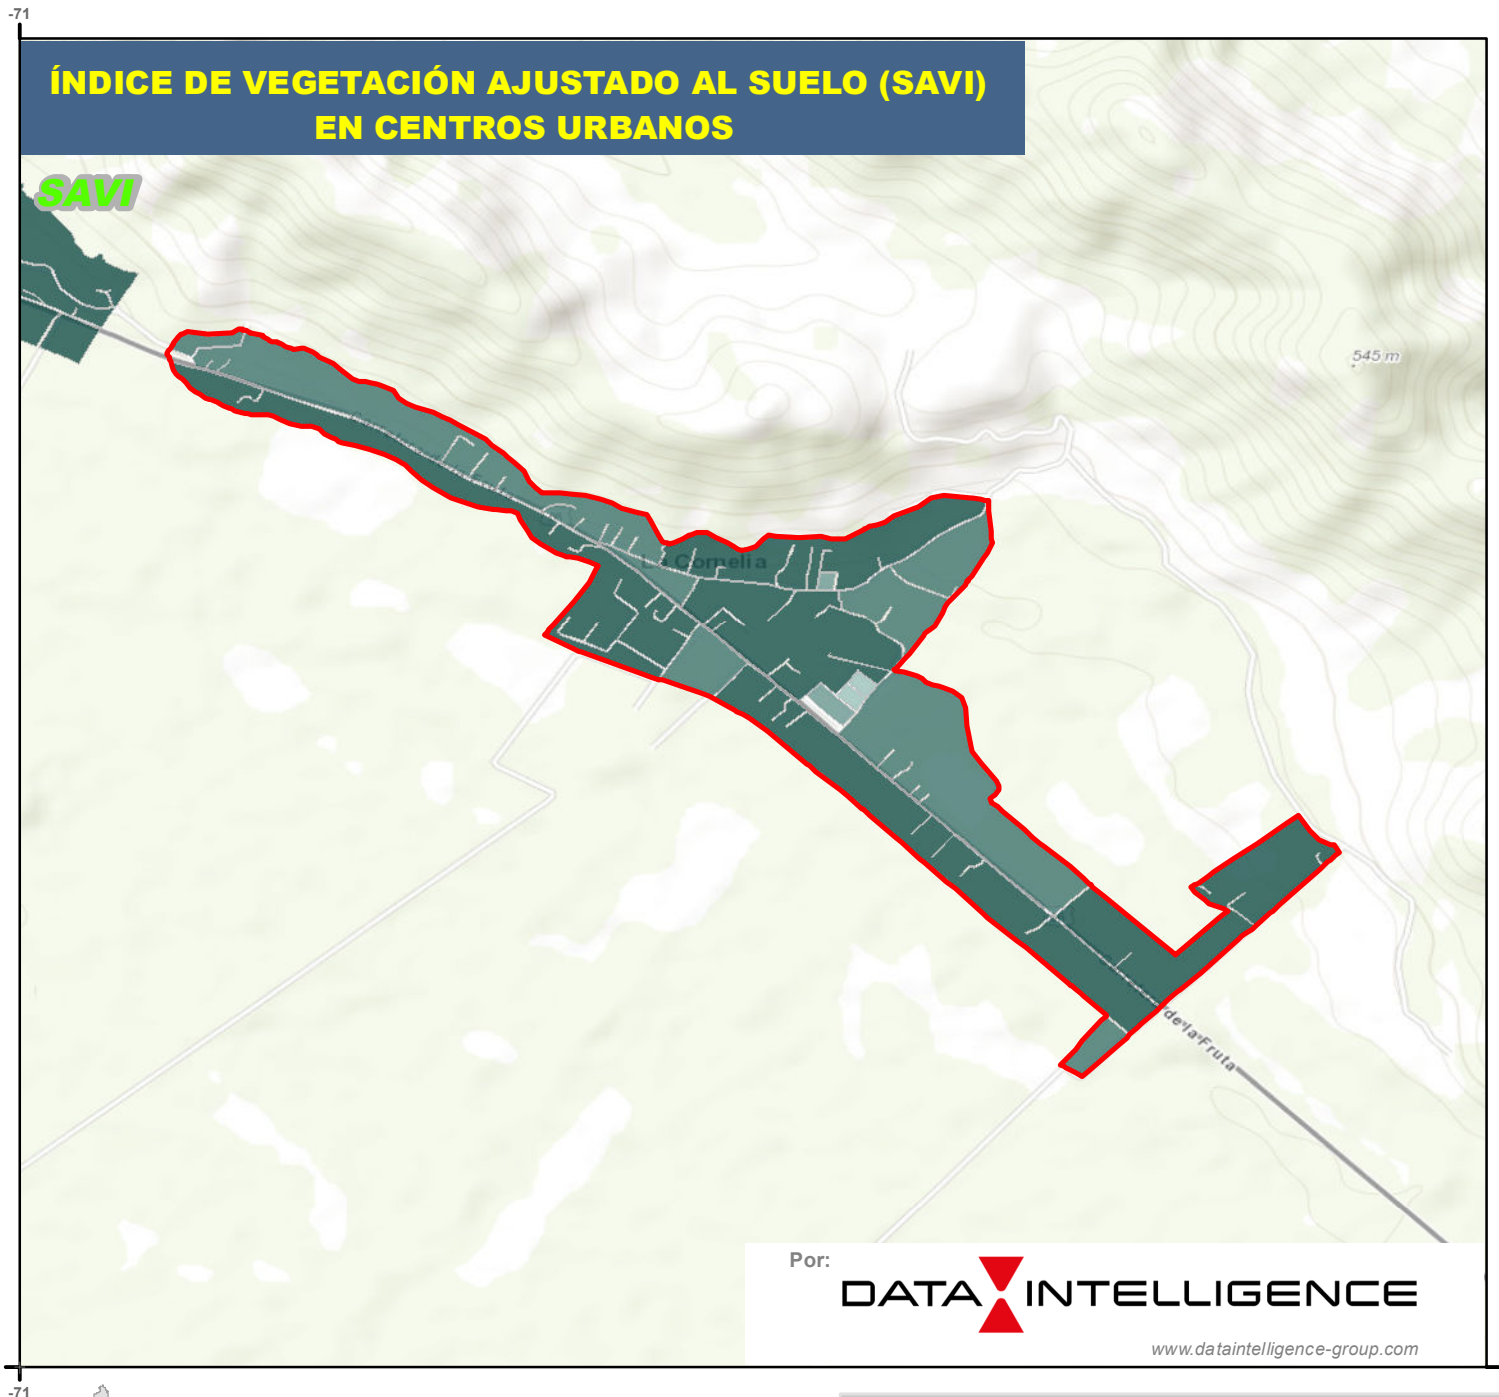 -71
ÍNDICE DE VEGETACIÓN AJUSTADO AL SUELO (SAVI)
EN CENTROS URBANOS
SAVI
545 m
La Cornelia
de la Fruta
Por:
DATA INTELLIGENCE
www.dataintelligence-group.com
-71